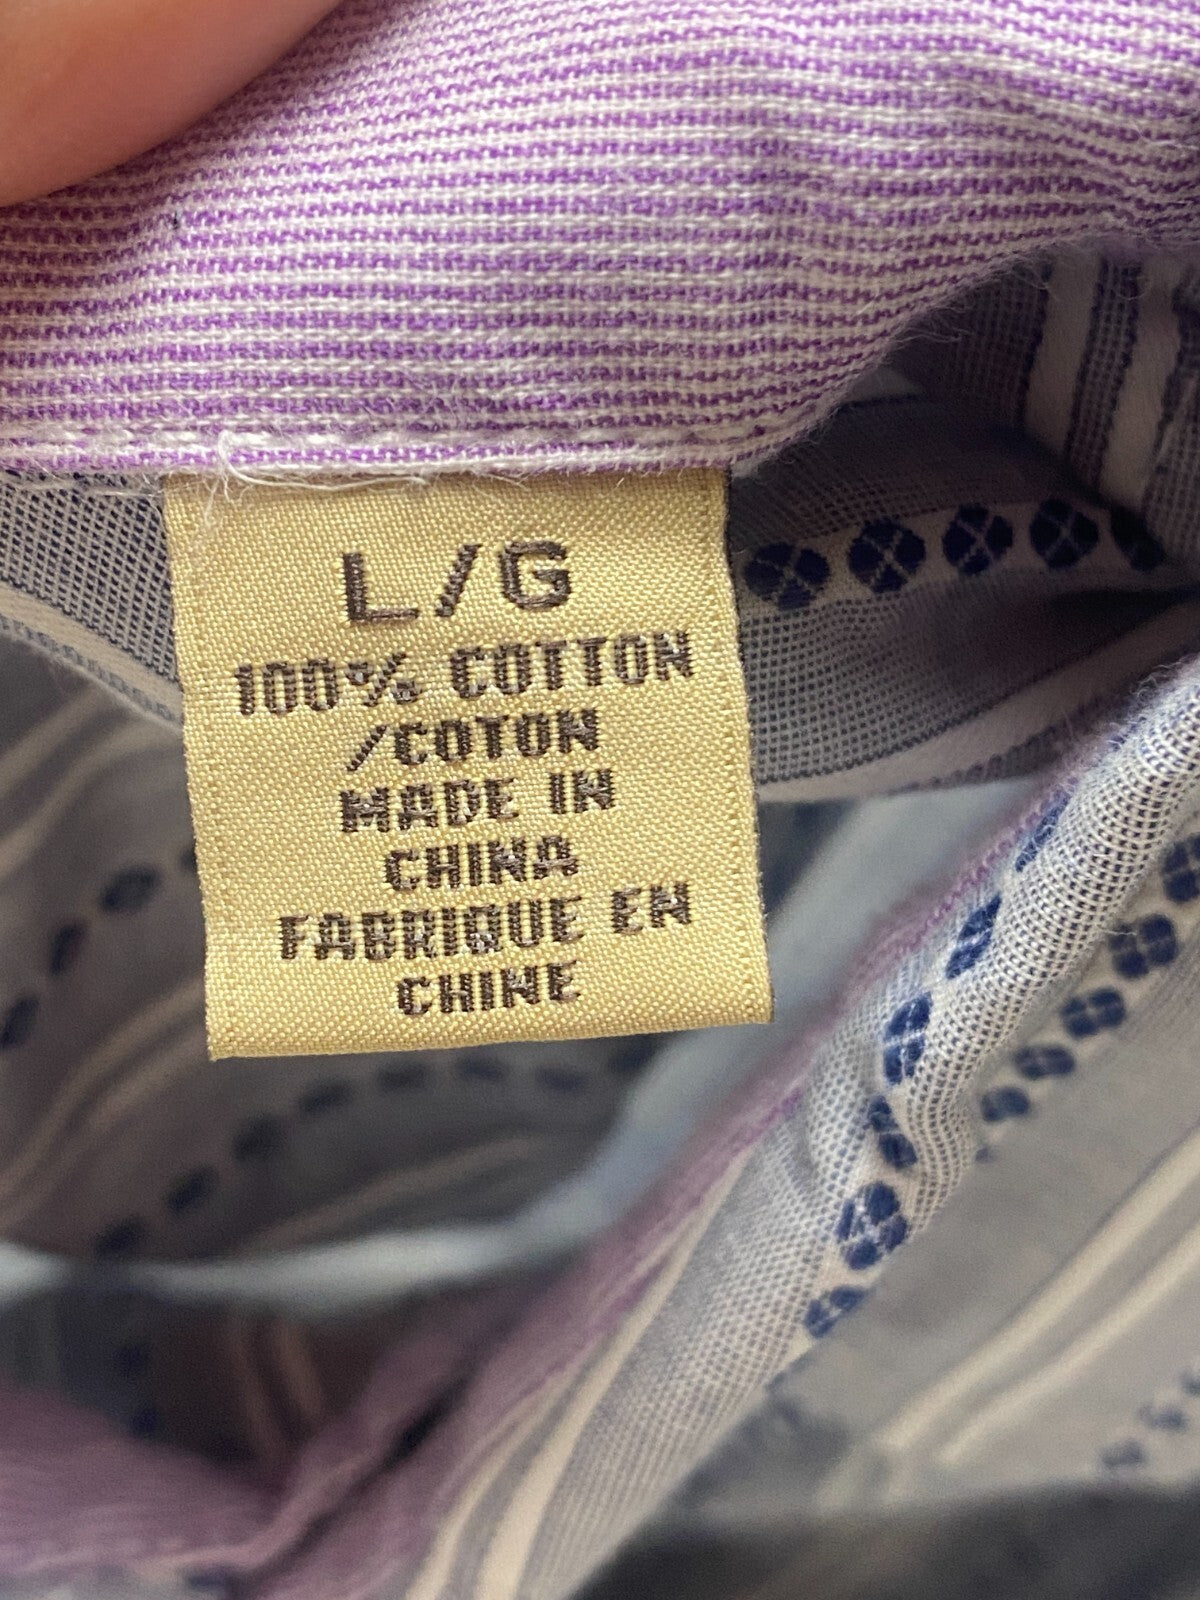 L/G
100% COTTON
/COTON
MADE IN
CHINA
FABRIQUE EN
CHINE